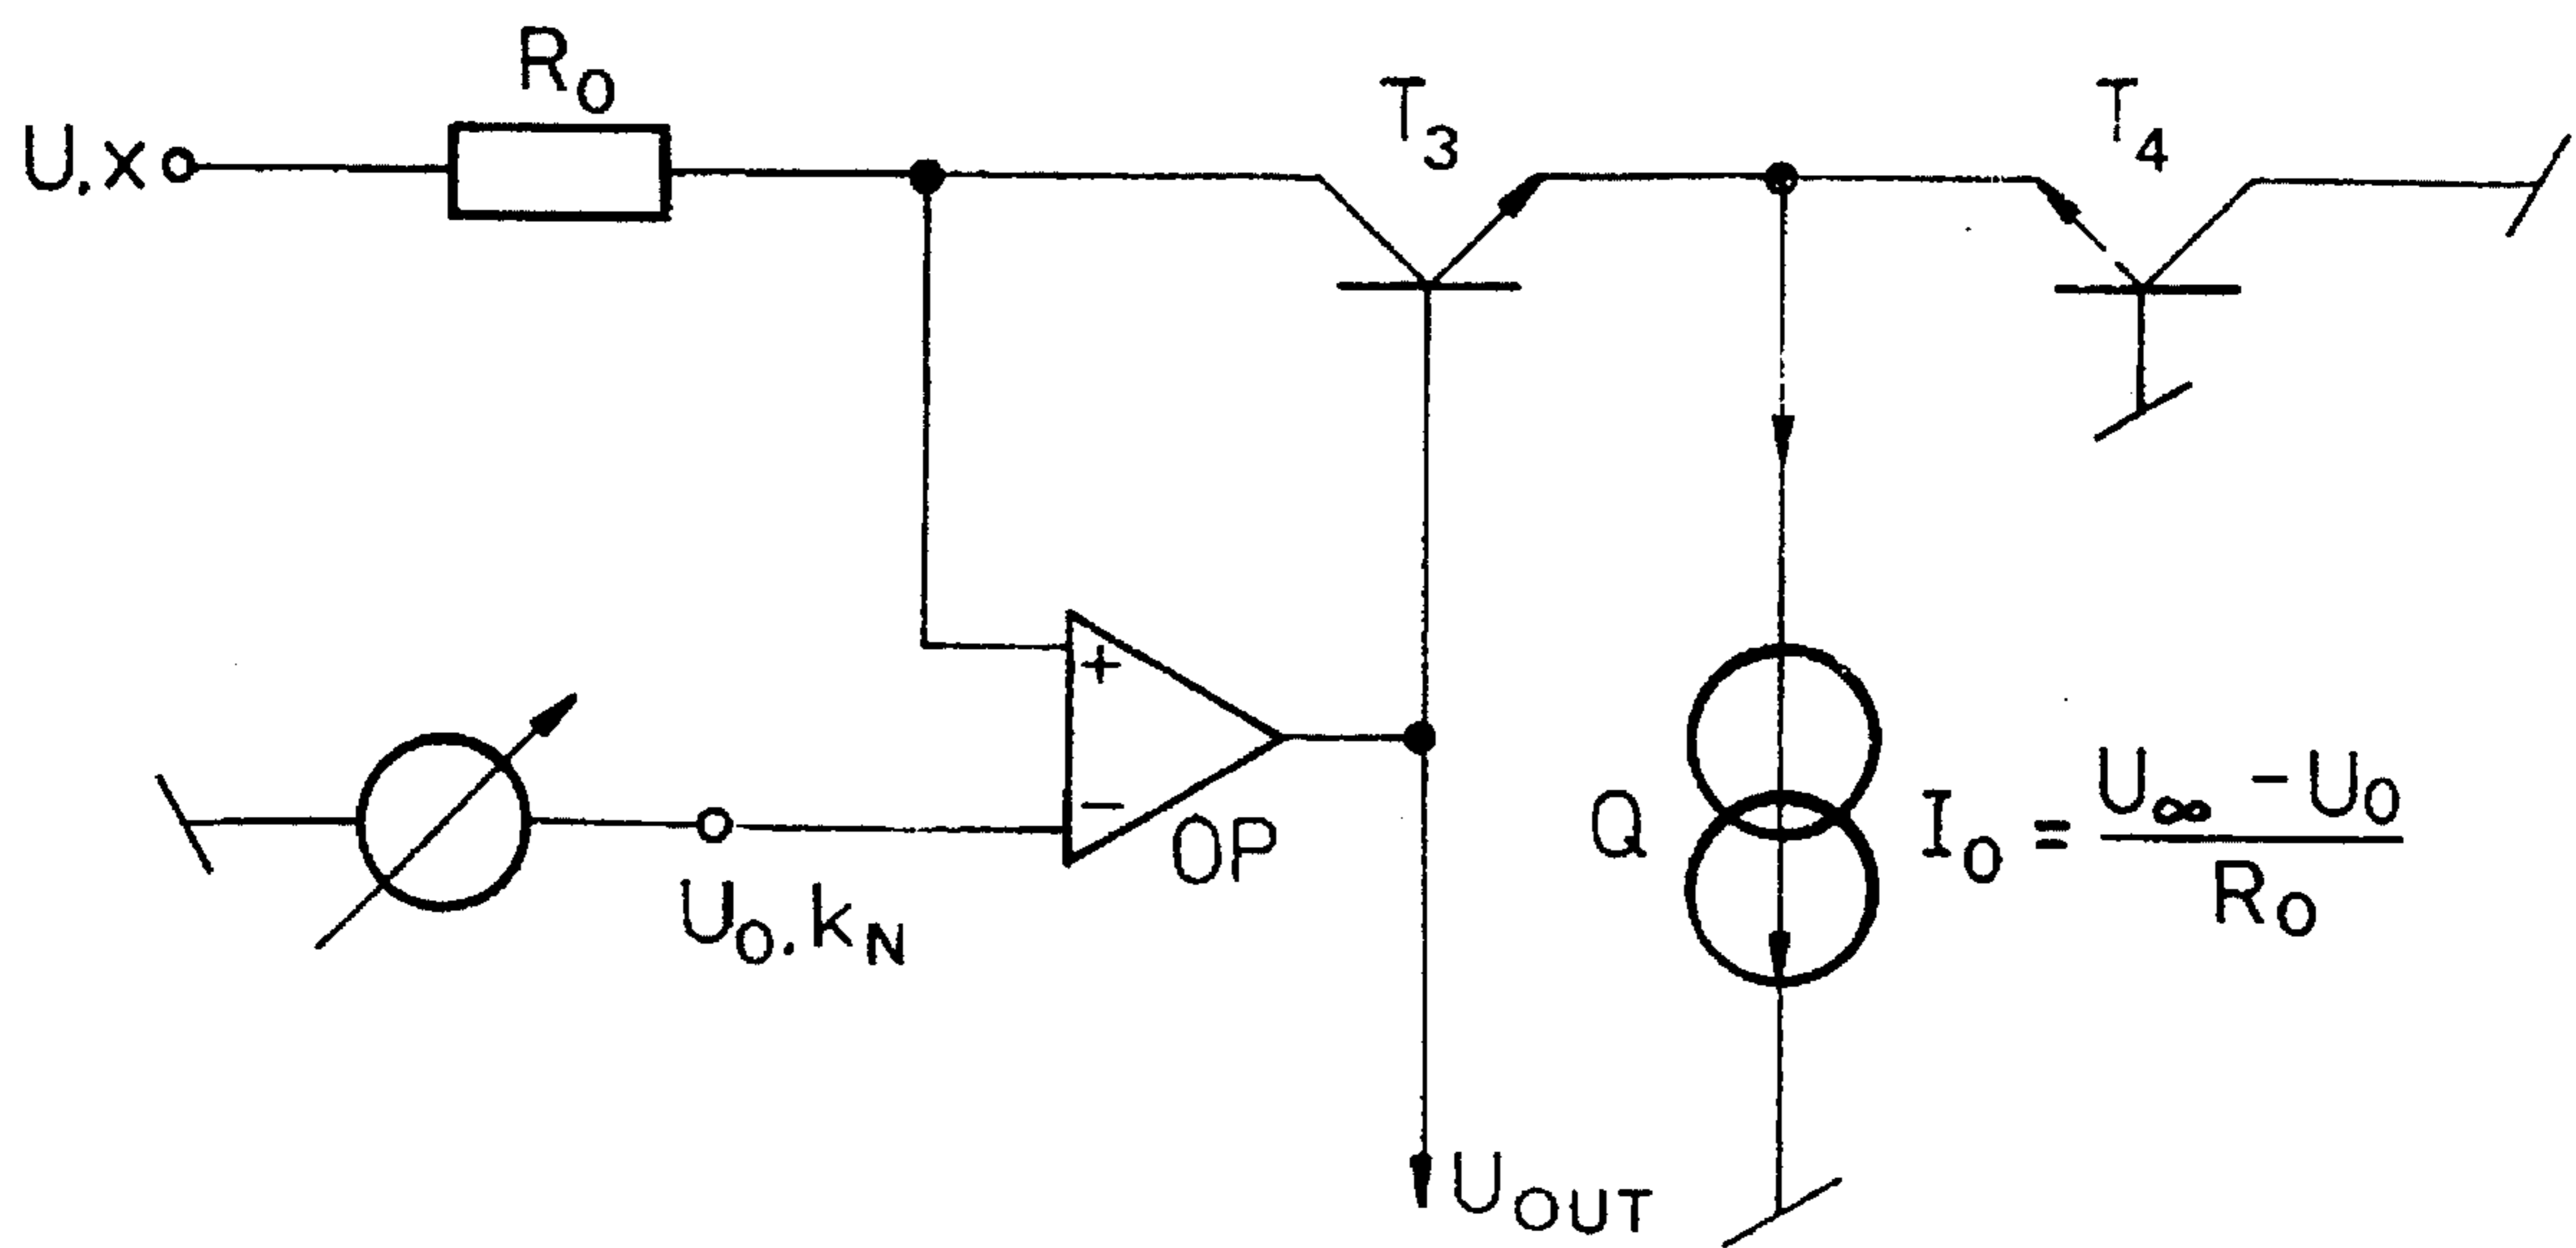 R₀
U.x
T₃
T₄
+
−
OP
U₀.kN
Q
I₀ = (U∞ − U₀) / R₀
UOUT